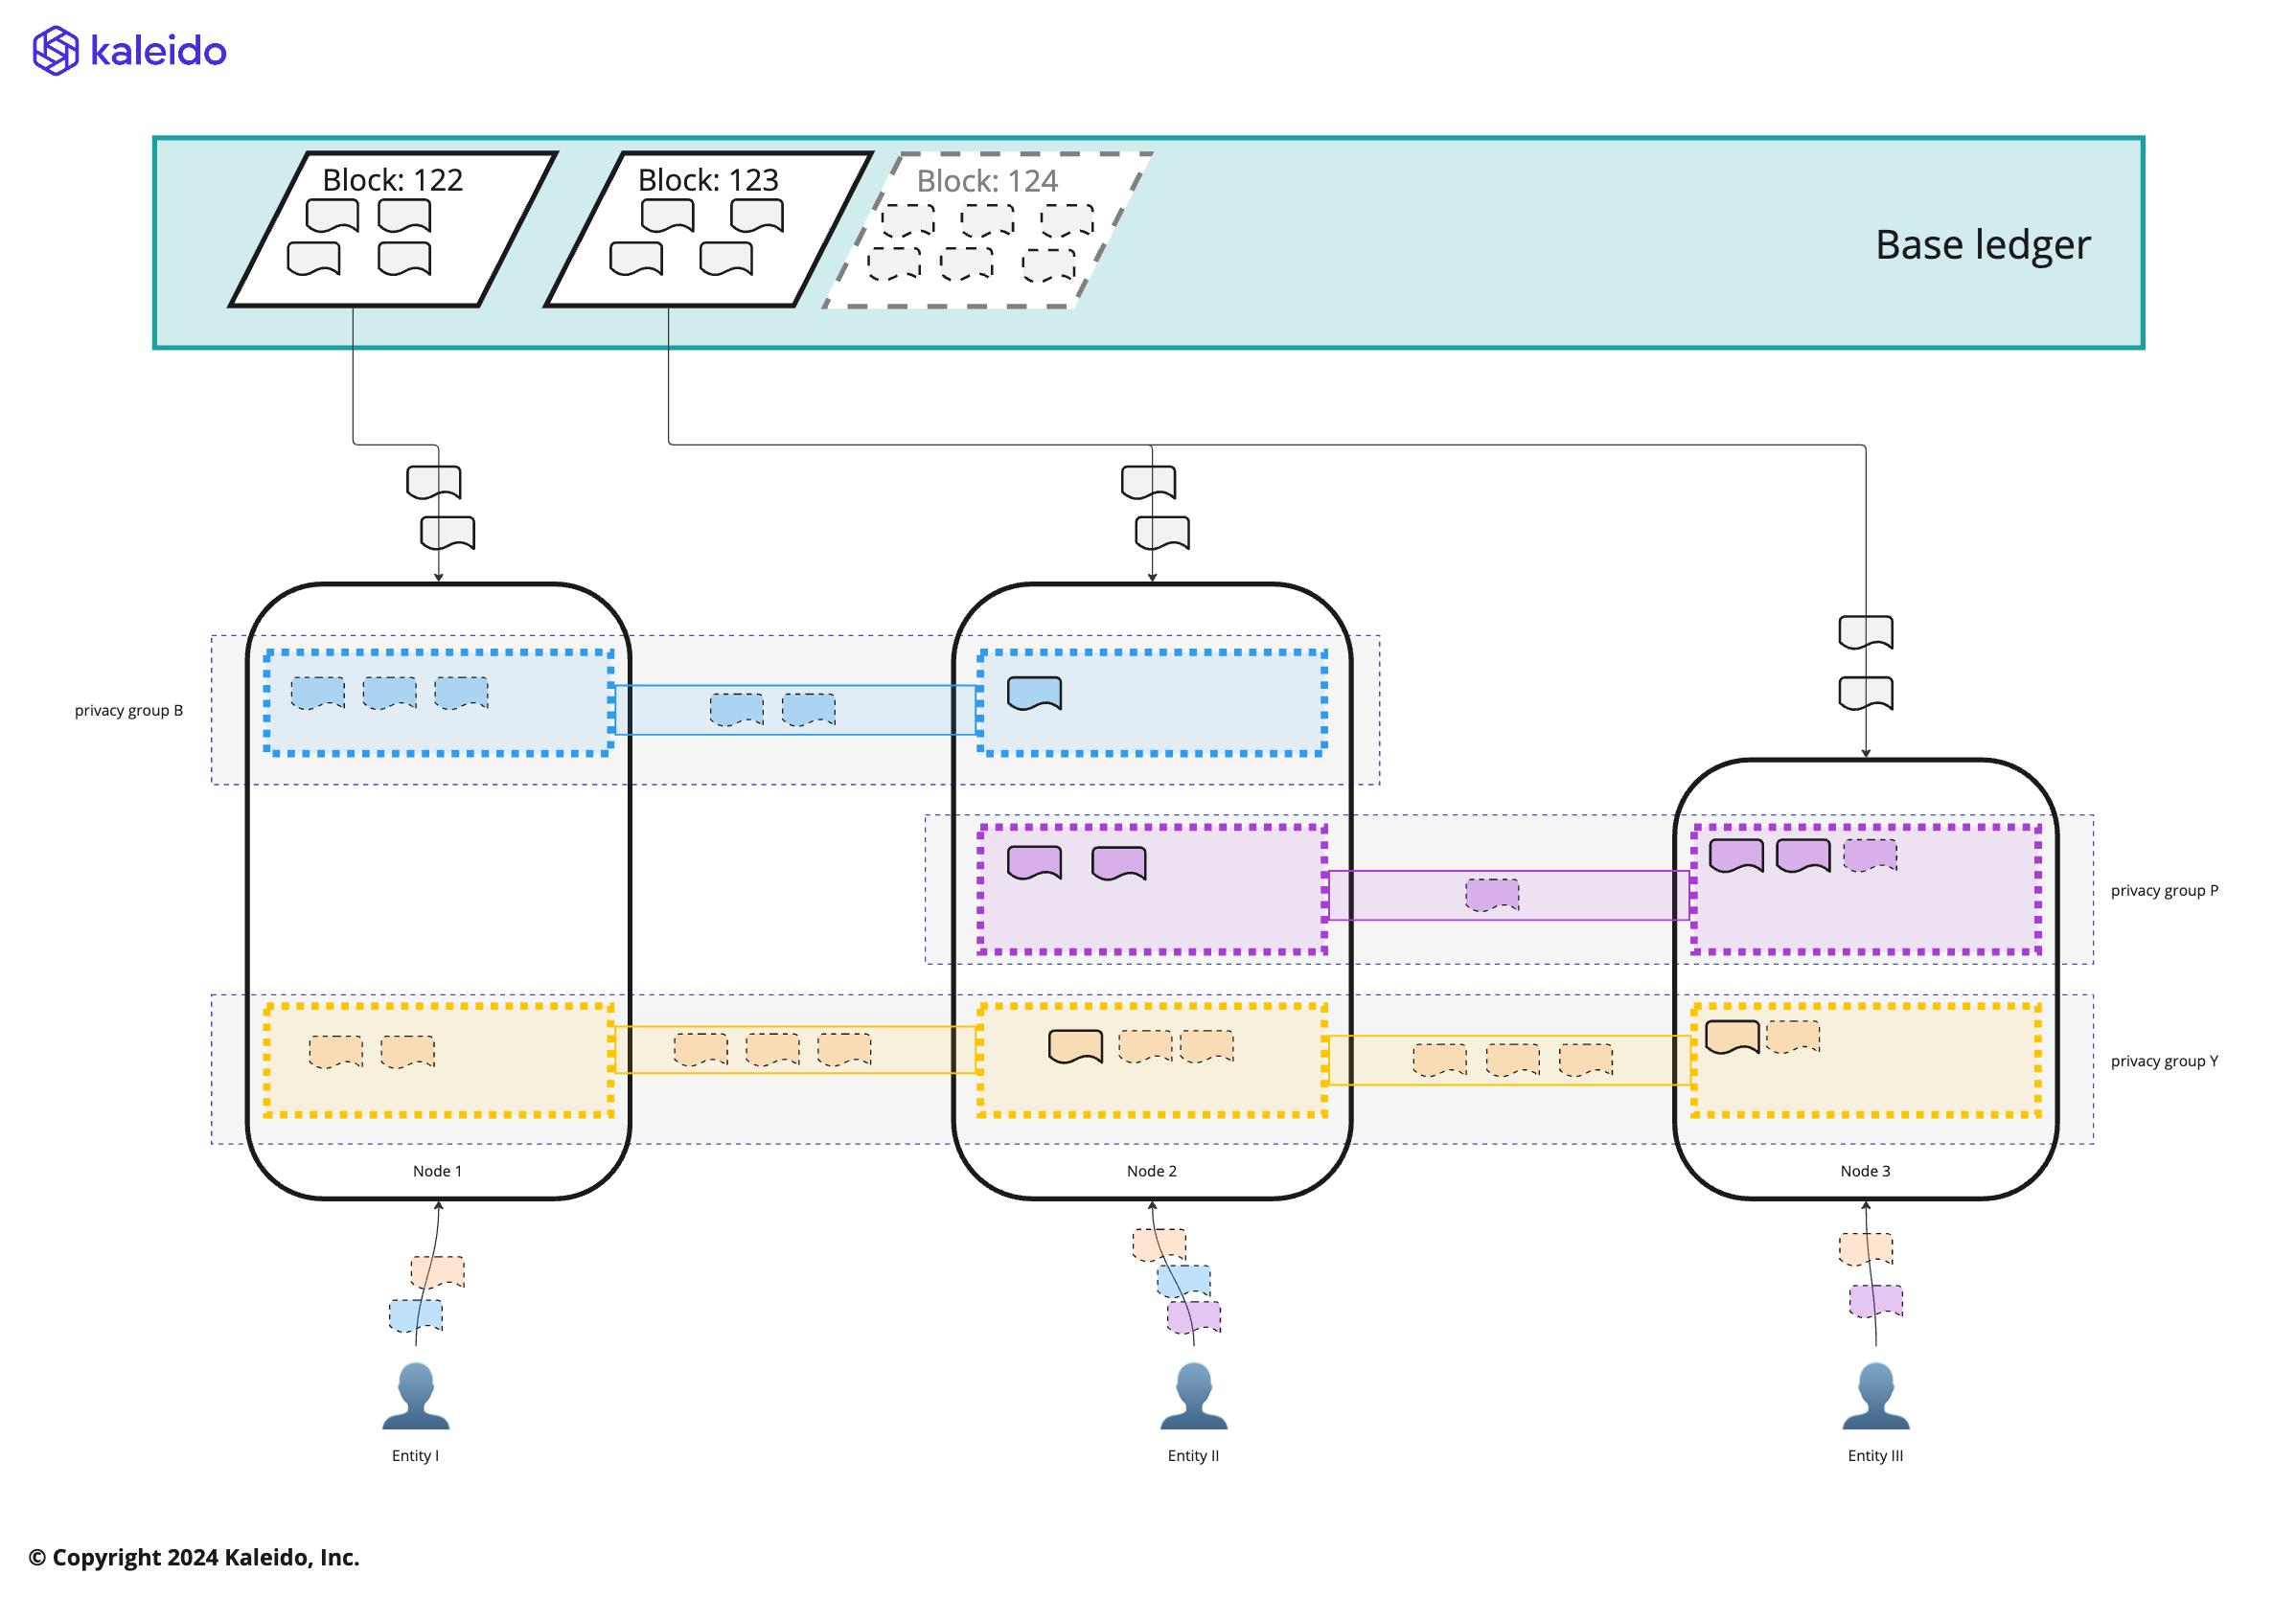 kaleido
Block: 122
Block: 123
Block: 124
Base ledger
privacy group B
privacy group P
privacy group Y
Node 1
Node 2
Node 3
Entity I
Entity II
Entity III
© Copyright 2024 Kaleido, Inc.